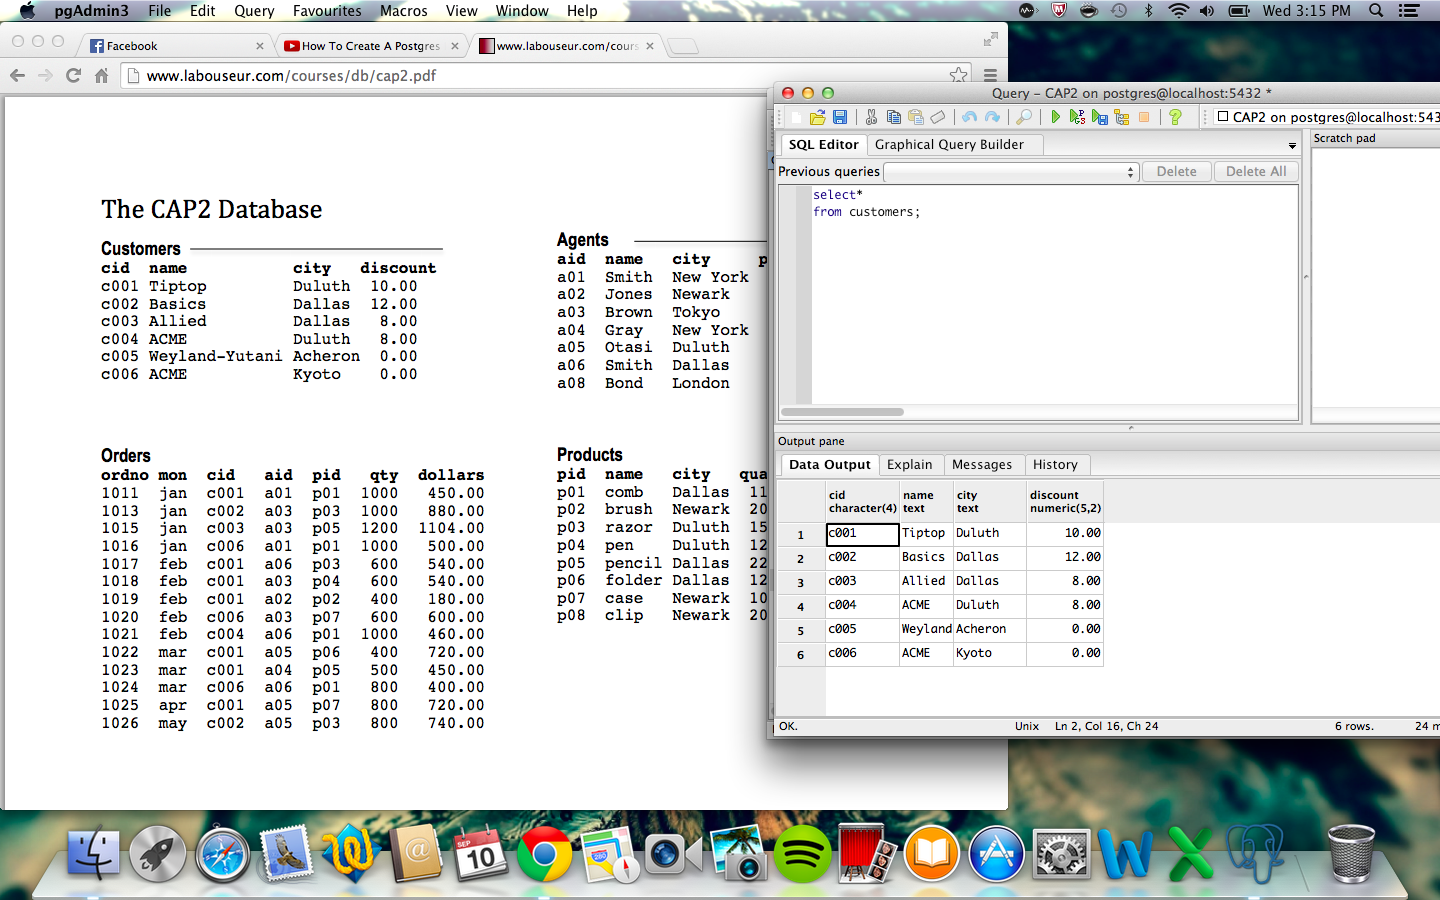 pgAdmin3 File Edit Query Favourites Macros View Window Help Wed 3:15 PM
Facebook How To Create A Postgres www.labouseur.com/cours
www.labouseur.com/courses/db/cap2.pdf
The CAP2 Database
Customers
cid name city discount
c001 Tiptop Duluth 10.00
c002 Basics Dallas 12.00
c003 Allied Dallas 8.00
c004 ACME Duluth 8.00
c005 Weyland-Yutani Acheron 0.00
c006 ACME Kyoto 0.00
Agents
aid name city p
a01 Smith New York
a02 Jones Newark
a03 Brown Tokyo
a04 Gray New York
a05 Otasi Duluth
a06 Smith Dallas
a08 Bond London
Orders
ordno mon cid aid pid qty dollars
1011 jan c001 a01 p01 1000 450.00
1013 jan c002 a03 p03 1000 880.00
1015 jan c003 a03 p05 1200 1104.00
1016 jan c006 a01 p01 1000 500.00
1017 feb c001 a06 p03 600 540.00
1018 feb c001 a03 p04 600 540.00
1019 feb c001 a02 p02 400 180.00
1020 feb c006 a03 p07 600 600.00
1021 feb c004 a06 p01 1000 460.00
1022 mar c001 a05 p06 400 720.00
1023 mar c001 a04 p05 500 450.00
1024 mar c006 a06 p01 800 400.00
1025 apr c001 a05 p07 800 720.00
1026 may c002 a05 p03 800 740.00
Products
pid name city qua
p01 comb Dallas 11
p02 brush Newark 20
p03 razor Duluth 15
p04 pen Duluth 12
p05 pencil Dallas 22
p06 folder Dallas 12
p07 case Newark 10
p08 clip Newark 20
Query - CAP2 on postgres@localhost:5432 *
CAP2 on postgres@localhost:543
SQL Editor Graphical Query Builder
Scratch pad
Previous queries Delete Delete All
select*
from customers;
Output pane
Data Output Explain Messages History
cid name city discount
character(4) text text numeric(5,2)
1 c001 Tiptop Duluth 10.00
2 c002 Basics Dallas 12.00
3 c003 Allied Dallas 8.00
4 c004 ACME Duluth 8.00
5 c005 Weyland Acheron 0.00
6 c006 ACME Kyoto 0.00
OK. Unix Ln 2, Col 16, Ch 24 6 rows. 24 m
SEP
10